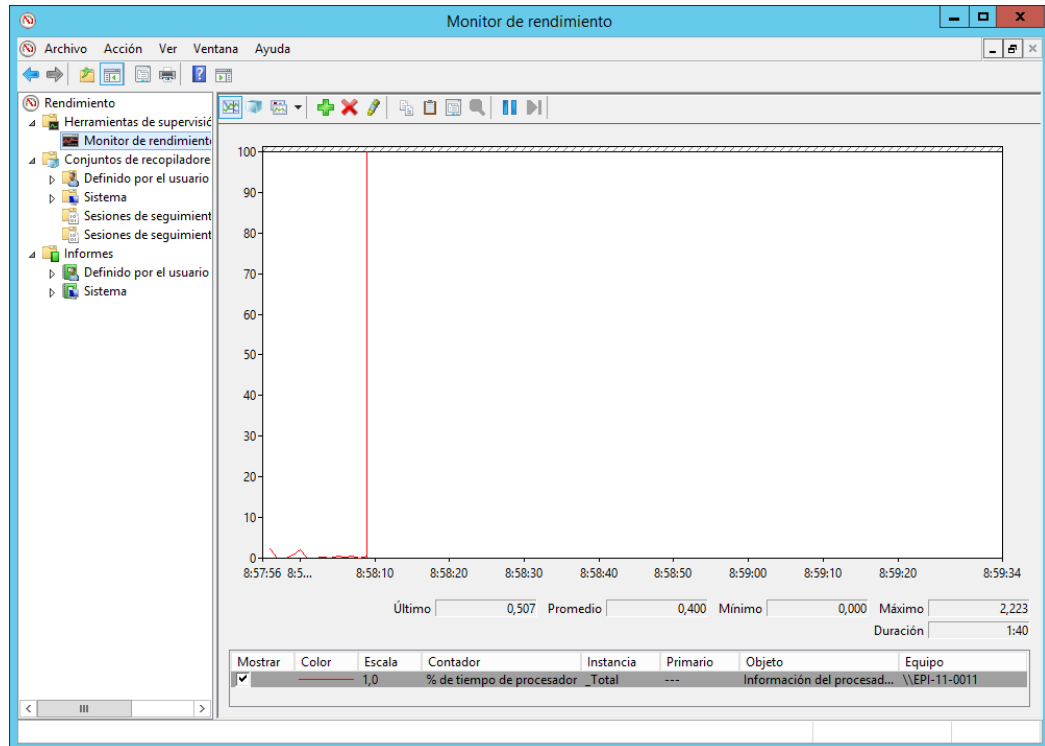 Monitor de rendimiento
Archivo Acción Ver Ventana Ayuda
Rendimiento
Herramientas de supervisió
Monitor de rendimient
Conjuntos de recopiladore
Definido por el usuario
Sistema
Sesiones de seguimient
Sesiones de seguimient
Informes
Definido por el usuario
Sistema
100
90
80
70
60
50
40
30
20
10
0
8:57:56 8:5... 8:58:10 8:58:20 8:58:30 8:58:40 8:58:50 8:59:00 8:59:10 8:59:20 8:59:34
Último 0,507 Promedio 0,400 Mínimo 0,000 Máximo 2,223
Duración 1:40
Mostrar Color Escala Contador Instancia Primario Objeto Equipo
1,0 % de tiempo de procesador _Total --- Información del procesad... \\EPI-11-0011